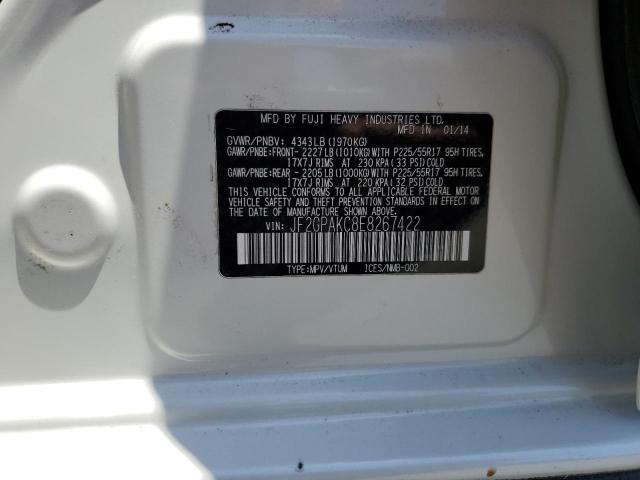 MFD BY FUJI HEAVY INDUSTRIES LTD.
MFD IN 01/14
GVWR/PNBV: 4343LB (1970KG)
GAWR/PNBE:FRONT- 2227LB (1010KG) WITH P225/55R17 95H TIRES,
17X7J RIMS AT 230 KPA (33 PSI) COLD
GAWR/PNBE:REAR - 2205LB (1000KG) WITH P225/55R17 95H TIRES,
17X7J RIMS AT 220 KPA (32 PSI) COLD
THIS VEHICLE CONFORMS TO ALL APPLICABLE FEDERAL MOTOR
VEHICLE SAFETY AND THEFT PREVENTION STANDARDS IN EFFECT
ON THE DATE OF MANUFACTURE SHOWN ABOVE.
VIN: JF2GPAKC8E8267422
TYPE:MPV/VTUM ICES/NMB-002